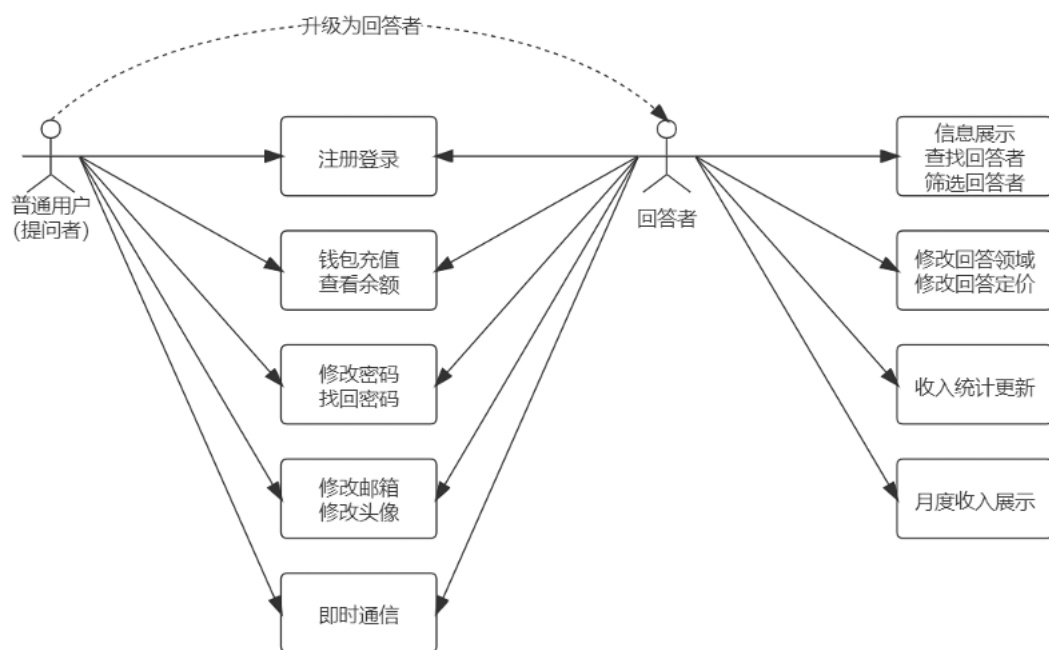 升级为回答者
普通用户
(提问者)
注册登录
钱包充值
查看余额
修改密码
找回密码
修改邮箱
修改头像
即时通信
回答者
信息展示
查找回答者
筛选回答者
修改回答领域
修改回答定价
收入统计更新
月度收入展示